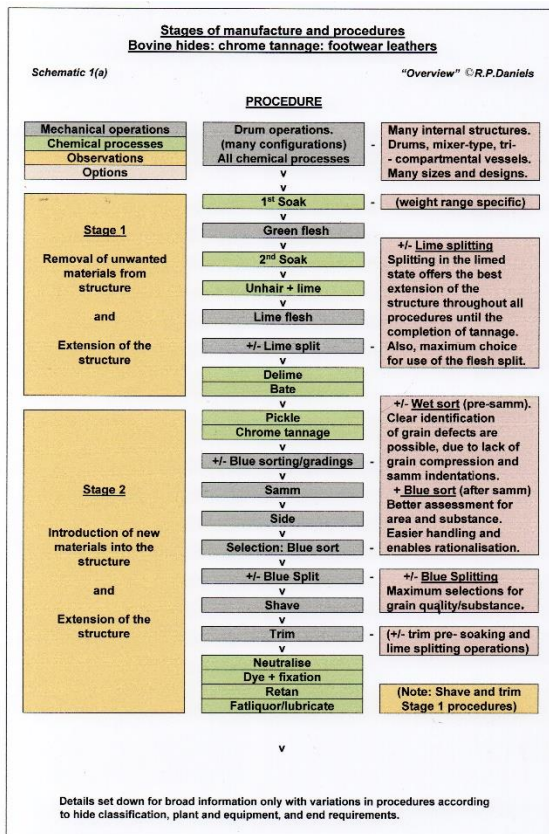 Stages of manufacture and procedures
Bovine hides: chrome tannage: footwear leathers
Schematic 1(a)
"Overview" ©R.P.Daniels
PROCEDURE
Mechanical operations
Chemical processes
Observations
Options
Drum operations.
(many configurations)
All chemical processes
-
Many internal structures.
Drums, mixer-type, tri-
- compartmental vessels.
Many sizes and designs.
v
v
1st Soak
-
(weight range specific)
v
Green flesh
v
2nd Soak
v
Unhair + lime
v
Lime flesh
v
+/- Lime split
-
v
Delime
Bate
Stage 1
Removal of unwanted
materials from
structure
and
Extension of the
structure
+/- Lime splitting
Splitting in the limed
state offers the best
extension of the
structure throughout all
procedures until the
completion of tannage.
Also, maximum choice
for use of the flesh split.
v
Pickle
Chrome tannage
v
+/- Blue sorting/gradings
-
v
Samm
v
Side
v
Selection: Blue sort
-
v
+/- Blue Split
-
v
Shave
v
Trim
-
v
Neutralise
Dye + fixation
Retan
Fatliquor/lubricate
Stage 2
Introduction of new
materials into the
structure
and
Extension of the
structure
+/- Wet sort (pre-samm).
Clear identification
of grain defects are
possible, due to lack of
grain compression and
samm indentations.
+ Blue sort (after samm)
Better assessment for
area and substance.
Easier handling and
enables rationalisation.
+/- Blue Splitting
Maximum selections for
grain quality/substance.
(+/- trim pre- soaking and
lime splitting operations)
(Note: Shave and trim
Stage 1 procedures)
v
Details set down for broad information only with variations in procedures according
to hide classification, plant and equipment, and end requirements.